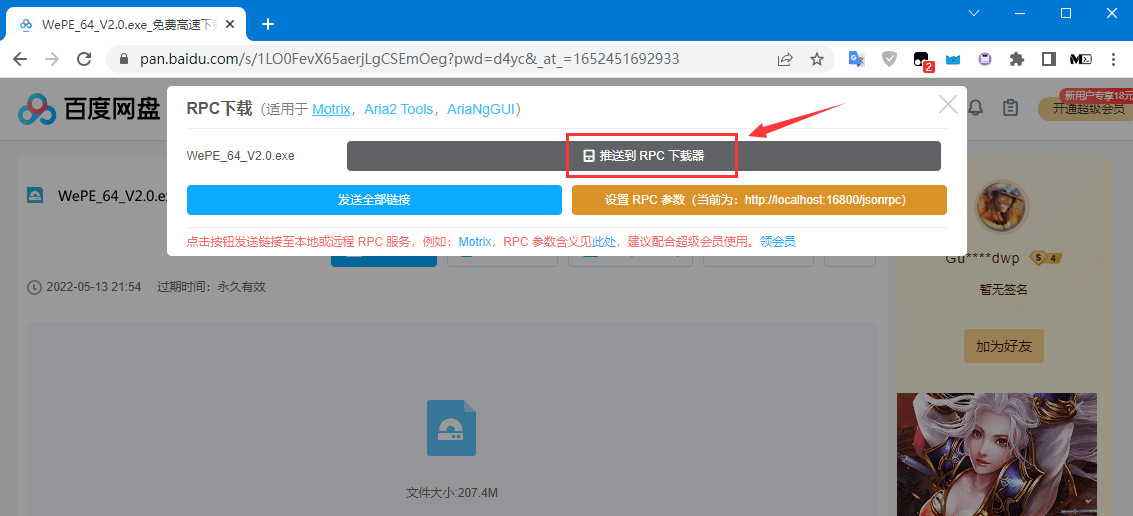 WePE_64_V2.0.exe_免费高速下
pan.baidu.com/s/1LO0FevX65aerjLgCSEmOeg?pwd=d4yc&_at_=1652451692933
2
百度网盘
新用户专享18元
开通超级会员
RPC下载（适用于 Motrix，Aria2 Tools，AriaNgGUI）
WePE_64_V2.0.exe
推送到 RPC 下载器
WePE_64_V2.0.e
发送全部链接
设置 RPC 参数（当前为：http://localhost:16800/jsonrpc）
点击按钮发送链接至本地或远程 RPC 服务，例如：Motrix，RPC 参数含义见此处，建议配合超级会员使用。领会员
Gu****dwp
S 4
2022-05-13 21:54 过期时间：永久有效
暂无签名
加为好友
文件大小:207.4M